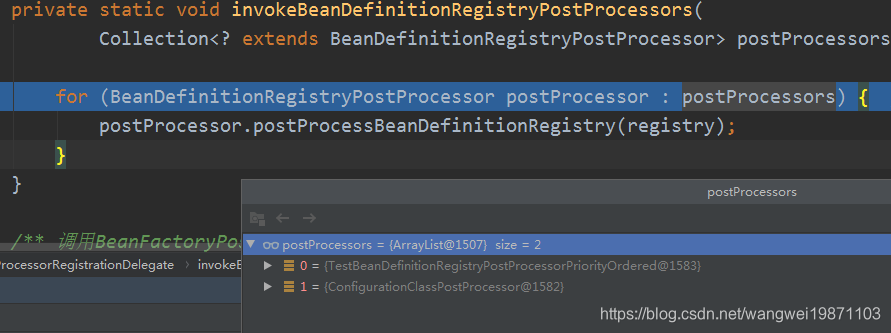 private static void invokeBeanDefinitionRegistryPostProcessors(
Collection<? extends BeanDefinitionRegistryPostProcessor> postProcessors
for (BeanDefinitionRegistryPostProcessor postProcessor : postProcessors) {
postProcessor.postProcessBeanDefinitionRegistry(registry);
}
}
postProcessors
/** 调用BeanFactoryPos
postProcessors = {ArrayList@1507} size = 2
rocessorRegistrationDelegate › invokeB
0 = {TestBeanDefinitionRegistryPostProcessorPriorityOrdered@1583}
1 = {ConfigurationClassPostProcessor@1582}
https://blog.csdn.net/wangwei19871103